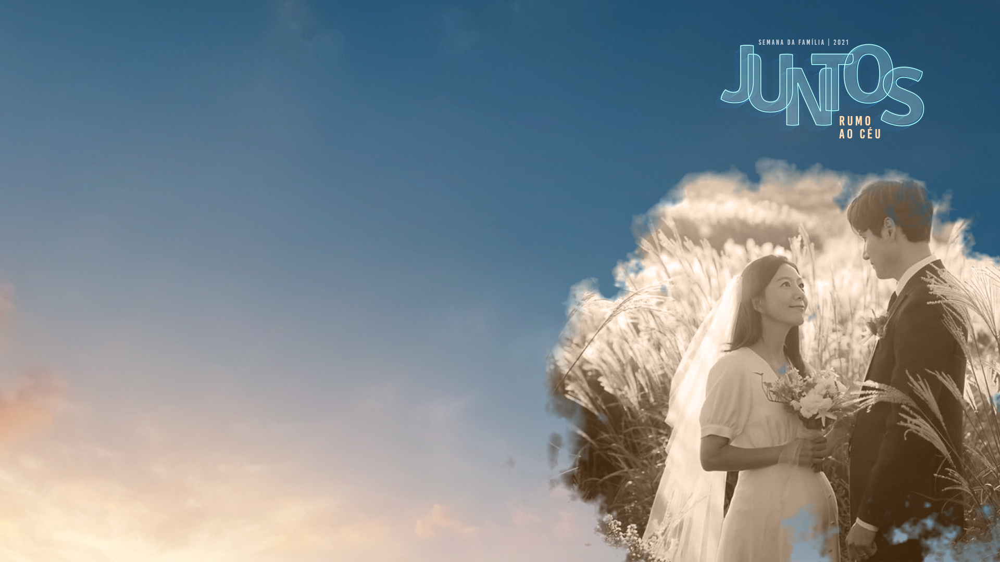 SEMANA DA FAMÍLIA | 2021
JUNTOS
RUMO
AO CÉU